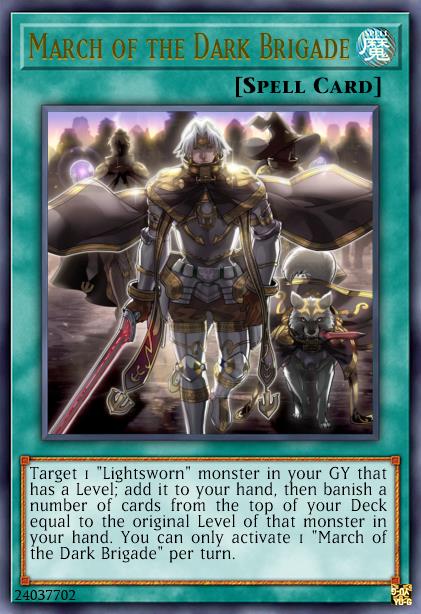 March of the Dark Brigade
SPELL
魔
[Spell Card]
Target 1 "Lightsworn" monster in your GY that
has a Level; add it to your hand, then banish a
number of cards from the top of your Deck
equal to the original Level of that monster in
your hand. You can only activate 1 "March of
the Dark Brigade" per turn.
24037702